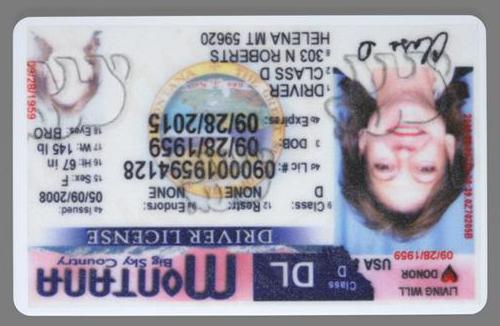 MONTANA
Big Sky Country
Class D
DL
USA
LIVING WILL
DONOR
09/28/1959
DRIVER LICENSE
9 Class: D
12 Restr: NONE
9a Endors: NONE
4d Lic#: 0900019594128
3 DOB: 09/28/1959
4b Expires: 09/28/2015
1 DRIVER
2 CLASS D
8 303 N ROBERTS
HELENA MT 59620
4a Issued: 05/09/2008
15 Sex: F
16 Ht: 67 in
17 Wt: 145 lb
18 Eyes: BRO
09/28/1959
Class D